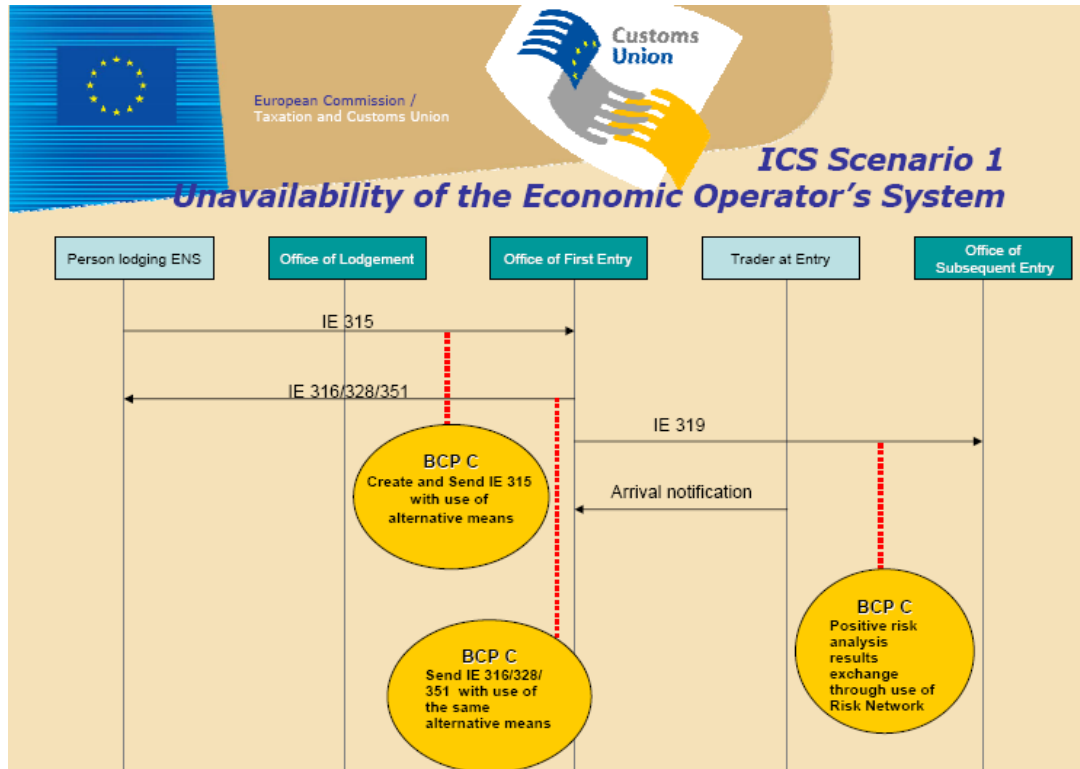 Customs
Union
European Commission /
Taxation and Customs Union
ICS Scenario 1
Unavailability of the Economic Operator's System
Person lodging ENS
Office of Lodgement
Office of First Entry
Trader at Entry
Office of
Subsequent Entry
IE 315
IE 316/328/351
IE 319
Arrival notification
BCP C
Create and Send IE 315
with use of
alternative means
BCP C
Send IE 316/328/
351 with use of
the same
alternative means
BCP C
Positive risk
analysis
results
exchange
through use of
Risk Network